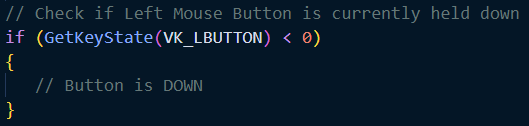 // Check if Left Mouse Button is currently held down
if (GetKeyState(VK_LBUTTON) < 0)
{
    // Button is DOWN
}